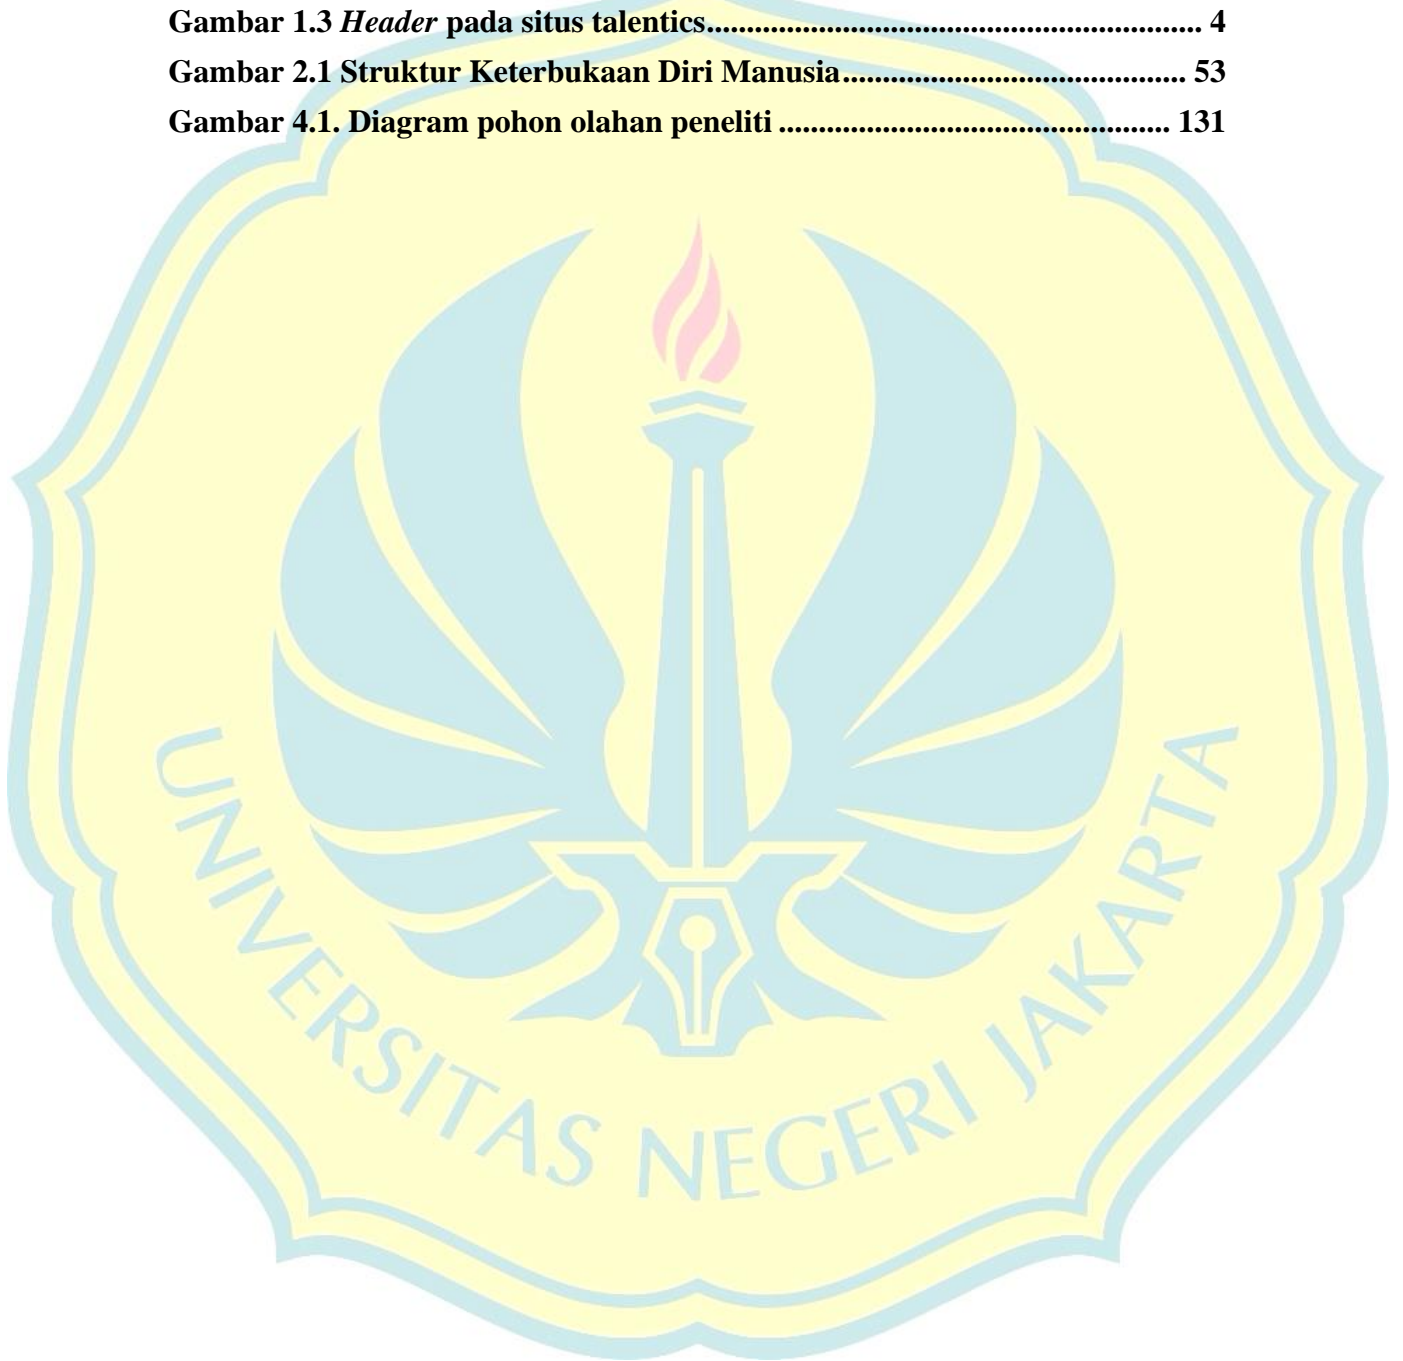 Gambar 1.3 Header pada situs talentics............................................................... 4
Gambar 2.1 Struktur Keterbukaan Diri Manusia............................................ 53
Gambar 4.1. Diagram pohon olahan peneliti .................................................. 131
UNIVERSITAS NEGERI JAKARTA